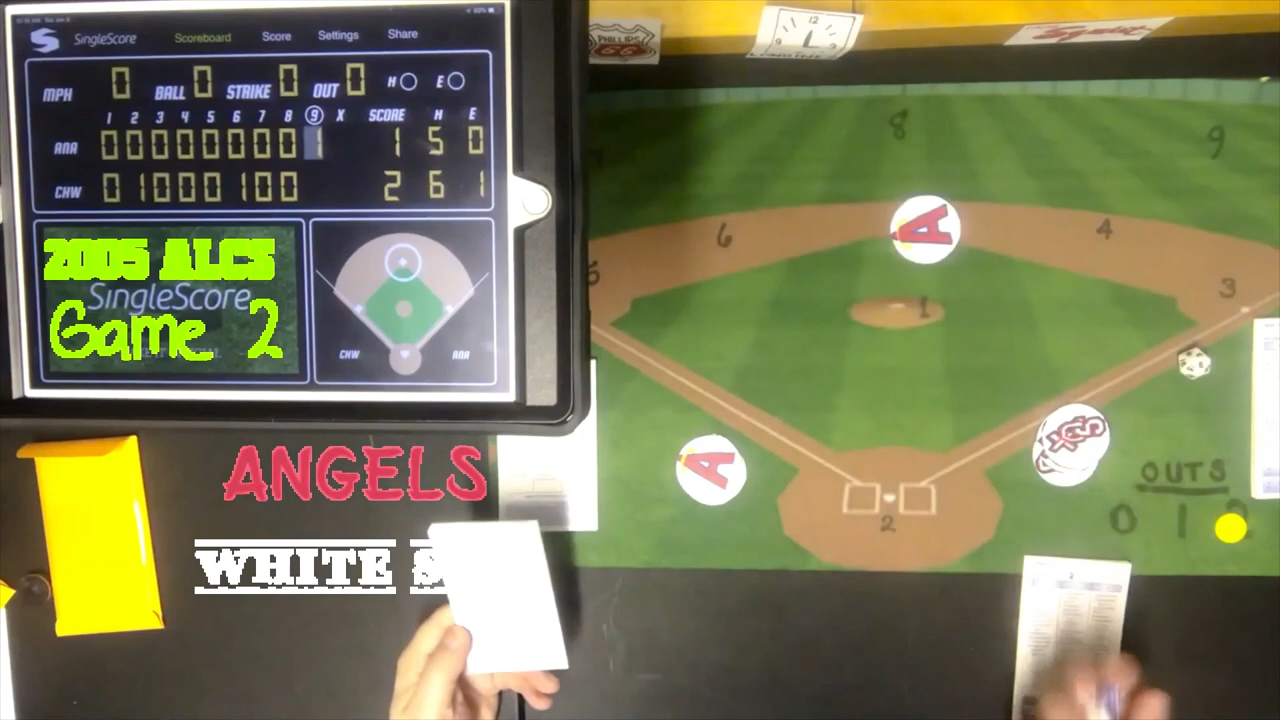 SingleScore Scoreboard Score Settings Share
MPH 0 BALL 0 STRIKE 0 OUT 0 H E
1 2 3 4 5 6 7 8 9 X SCORE H E
ANA 0 0 0 0 0 0 0 0 1 1 5 0
CHW 0 1 0 0 0 1 0 0 2 6 1
2005 ALCS
SingleScore
Game 2
CHW ANA
ANGELS
WHITE S
PHILLIPS
66
12
8
9
6
4
5
3
1
A
A
SOX
2
OUTS
0 1 2